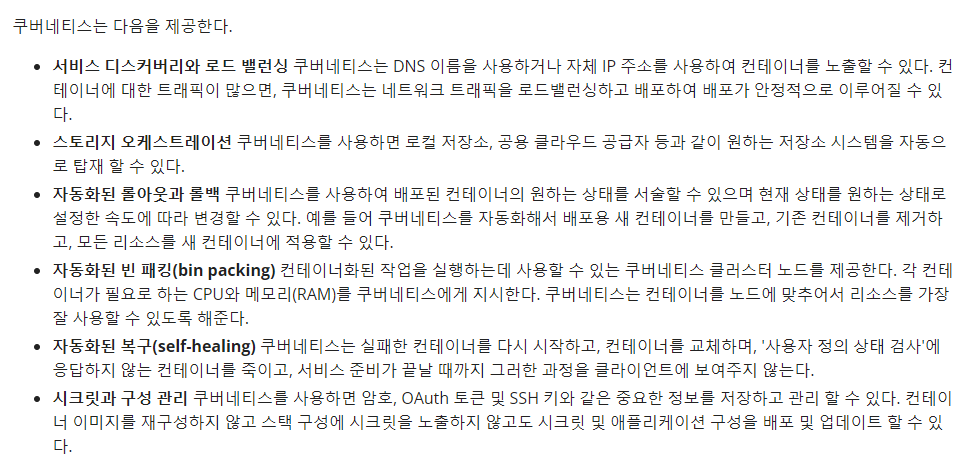 쿠버네티스는 다음을 제공한다.
• 서비스 디스커버리와 로드 밸런싱 쿠버네티스는 DNS 이름을 사용하거나 자체 IP 주소를 사용하여 컨테이너를 노출할 수 있다. 컨
테이너에 대한 트래픽이 많으면, 쿠버네티스는 네트워크 트래픽을 로드밸런싱하고 배포하여 배포가 안정적으로 이루어질 수 있
다.
• 스토리지 오케스트레이션 쿠버네티스를 사용하면 로컬 저장소, 공용 클라우드 공급자 등과 같이 원하는 저장소 시스템을 자동으
로 탑재 할 수 있다.
• 자동화된 롤아웃과 롤백 쿠버네티스를 사용하여 배포된 컨테이너의 원하는 상태를 서술할 수 있으며 현재 상태를 원하는 상태로
설정한 속도에 따라 변경할 수 있다. 예를 들어 쿠버네티스를 자동화해서 배포용 새 컨테이너를 만들고, 기존 컨테이너를 제거하
고, 모든 리소스를 새 컨테이너에 적용할 수 있다.
• 자동화된 빈 패킹(bin packing) 컨테이너화된 작업을 실행하는데 사용할 수 있는 쿠버네티스 클러스터 노드를 제공한다. 각 컨테
이너가 필요로 하는 CPU와 메모리(RAM)를 쿠버네티스에게 지시한다. 쿠버네티스는 컨테이너를 노드에 맞추어서 리소스를 가장
잘 사용할 수 있도록 해준다.
• 자동화된 복구(self-healing) 쿠버네티스는 실패한 컨테이너를 다시 시작하고, 컨테이너를 교체하며, '사용자 정의 상태 검사'에
응답하지 않는 컨테이너를 죽이고, 서비스 준비가 끝날 때까지 그러한 과정을 클라이언트에 보여주지 않는다.
• 시크릿과 구성 관리 쿠버네티스를 사용하면 암호, OAuth 토큰 및 SSH 키와 같은 중요한 정보를 저장하고 관리 할 수 있다. 컨테이
너 이미지를 재구성하지 않고 스택 구성에 시크릿을 노출하지 않고도 시크릿 및 애플리케이션 구성을 배포 및 업데이트 할 수 있
다.